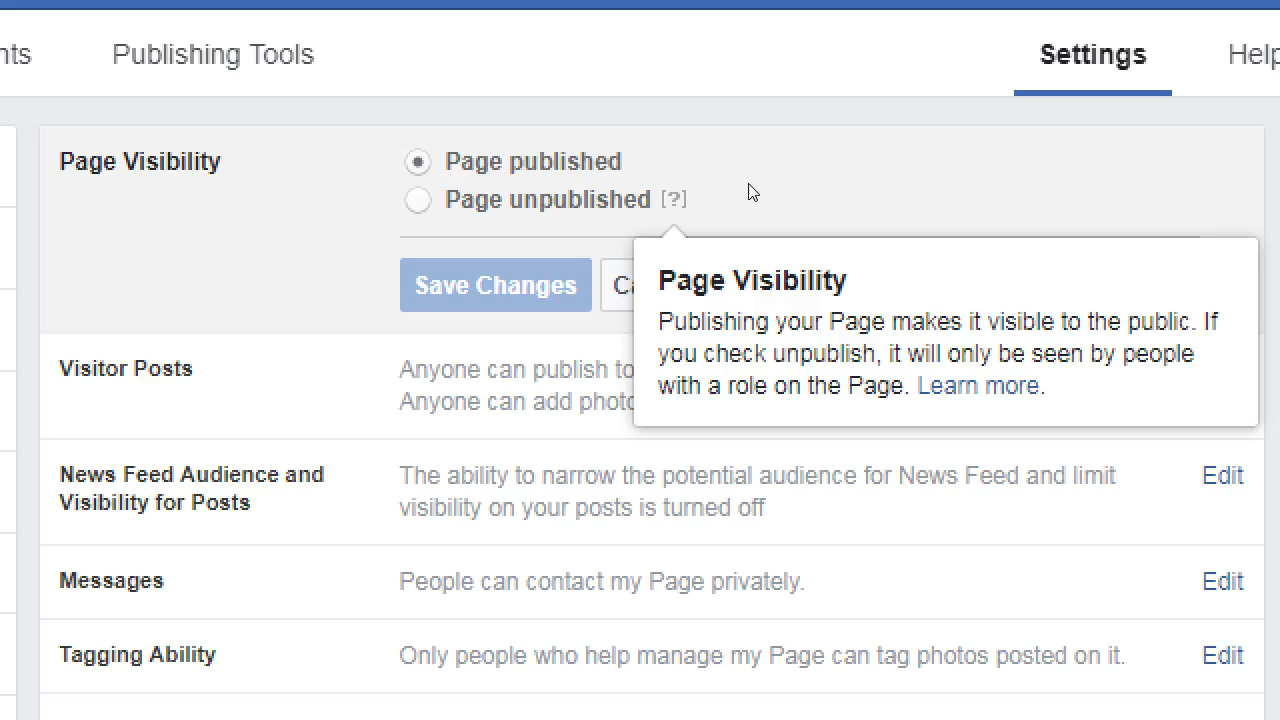 nts Publishing Tools Settings Help
Page Visibility
Page published
Page unpublished [?]
Save Changes Ca
Page Visibility
Publishing your Page makes it visible to the public. If
you check unpublish, it will only be seen by people
with a role on the Page. Learn more.
Visitor Posts
Anyone can publish to
Anyone can add photo
News Feed Audience and
Visibility for Posts
The ability to narrow the potential audience for News Feed and limit
visibility on your posts is turned off
Edit
Messages People can contact my Page privately. Edit
Tagging Ability Only people who help manage my Page can tag photos posted on it. Edit